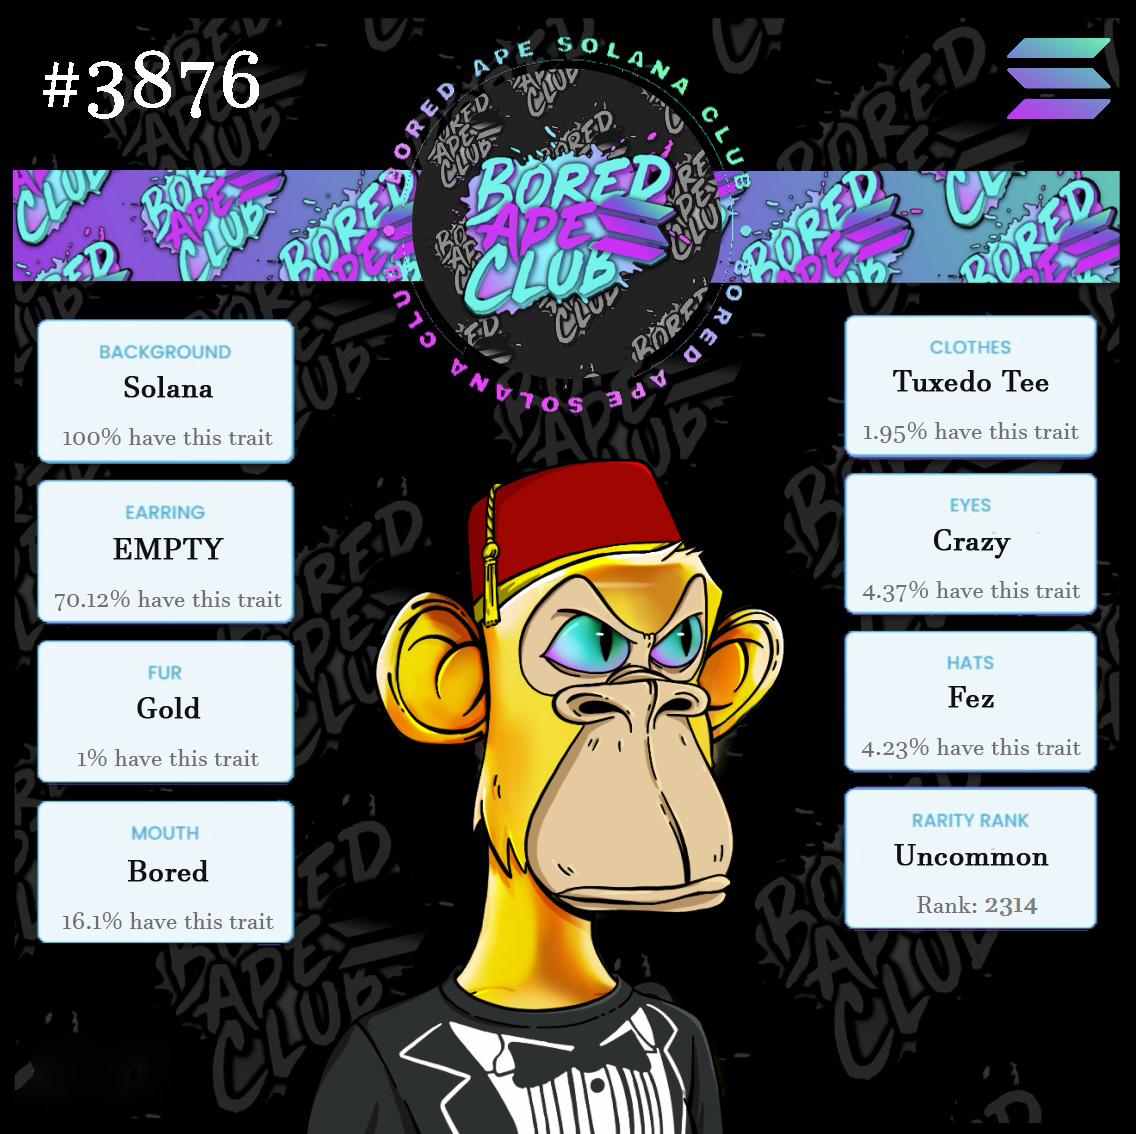 #3876
BORED APE SOLANA CLUB
BORED APE SOLANA CLUB
BORED
APE
CLUB
BACKGROUND
Solana
100% have this trait
EARRING
EMPTY
70.12% have this trait
FUR
Gold
1% have this trait
MOUTH
Bored
16.1% have this trait
CLOTHES
Tuxedo Tee
1.95% have this trait
EYES
Crazy
4.37% have this trait
HATS
Fez
4.23% have this trait
RARITY RANK
Uncommon
Rank: 2314